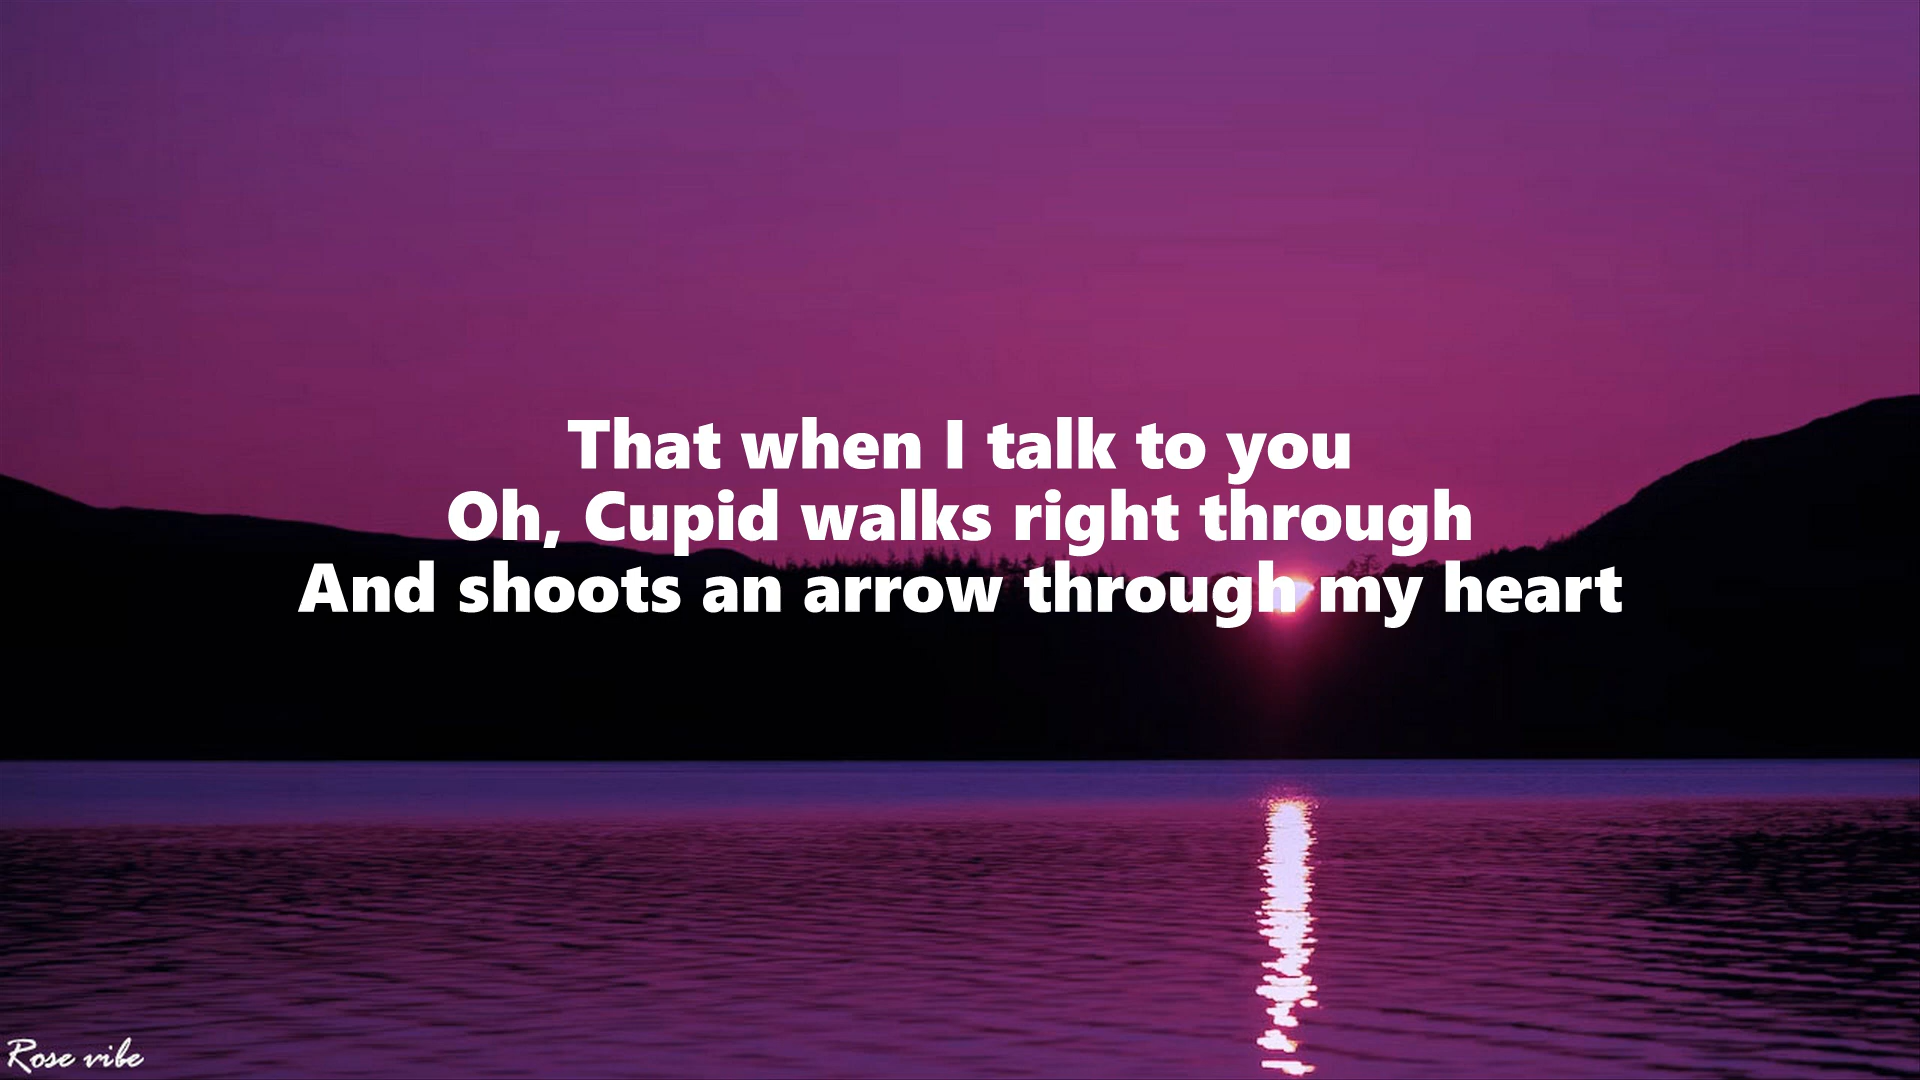 That when I talk to you
Oh, Cupid walks right through
And shoots an arrow through my heart
Rose vibe